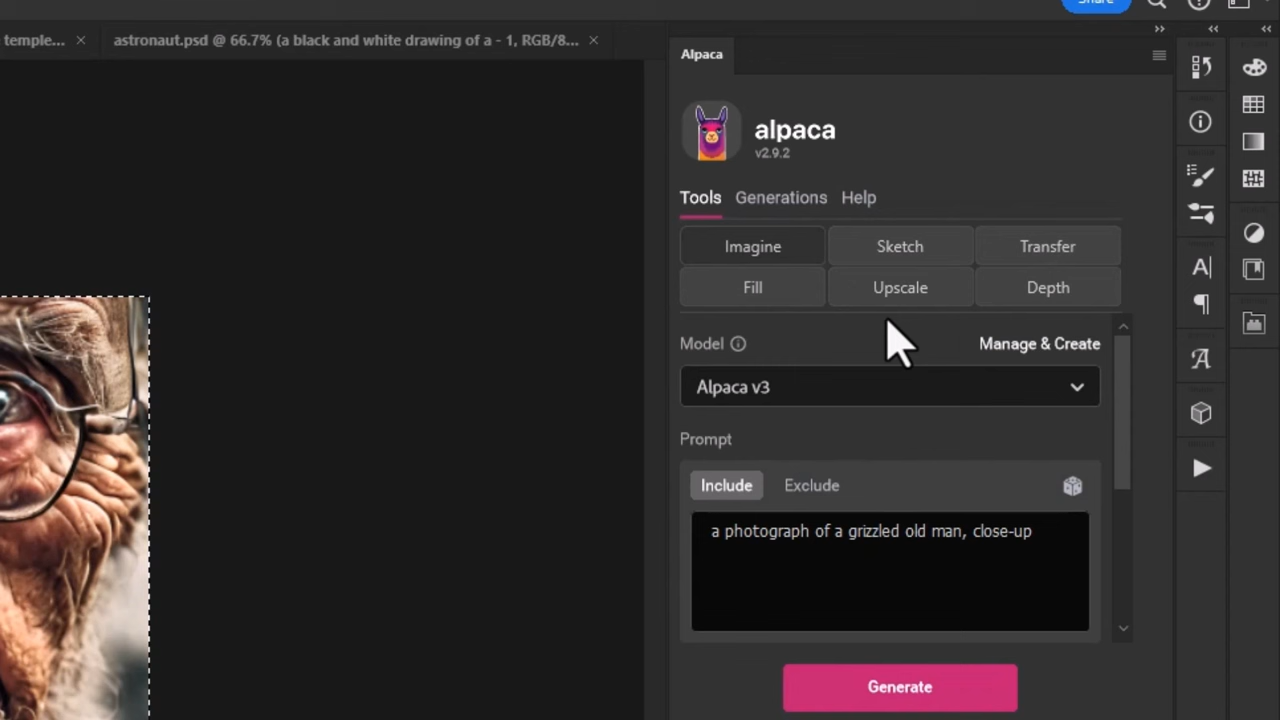 Share
temple...
astronaut.psd @ 66.7% (a black and white drawing of a - 1, RGB/8...
Alpaca
alpaca
v2.9.2
Tools Generations Help
Imagine Sketch Transfer
Fill Upscale Depth
Model Manage & Create
Alpaca v3
Prompt
Include Exclude
a photograph of a grizzled old man, close-up
Generate